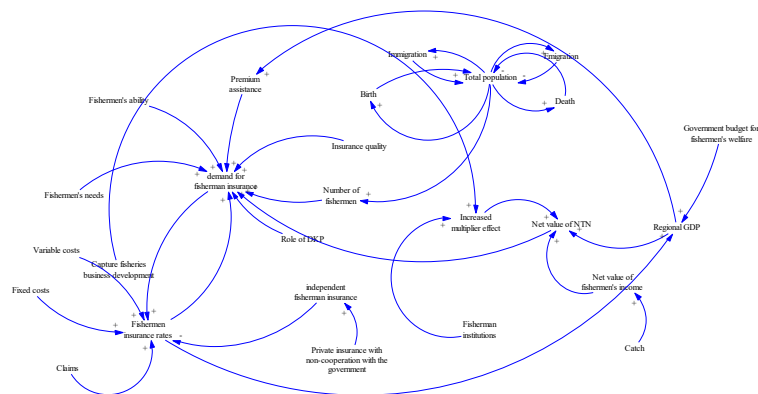 Immigration
Emigration
Total population
Premium
assistance
Birth
Death
Fishermen's ability
Government budget for
fishermen's welfare
Insurance quality
demand for
fisherman insurance
Fishermen's needs
Number of
fishermen
Increased
multiplier effect
Net value of NTN
Regional GDP
Role of DKP
Variable costs
Capture fisheries
business development
Fixed costs
independent
fisherman insurance
Net value of
fishermen's income
Fishermen
insurance rates
Fisherman
institutions
Private insurance with
non-cooperation with the
government
Catch
Claims